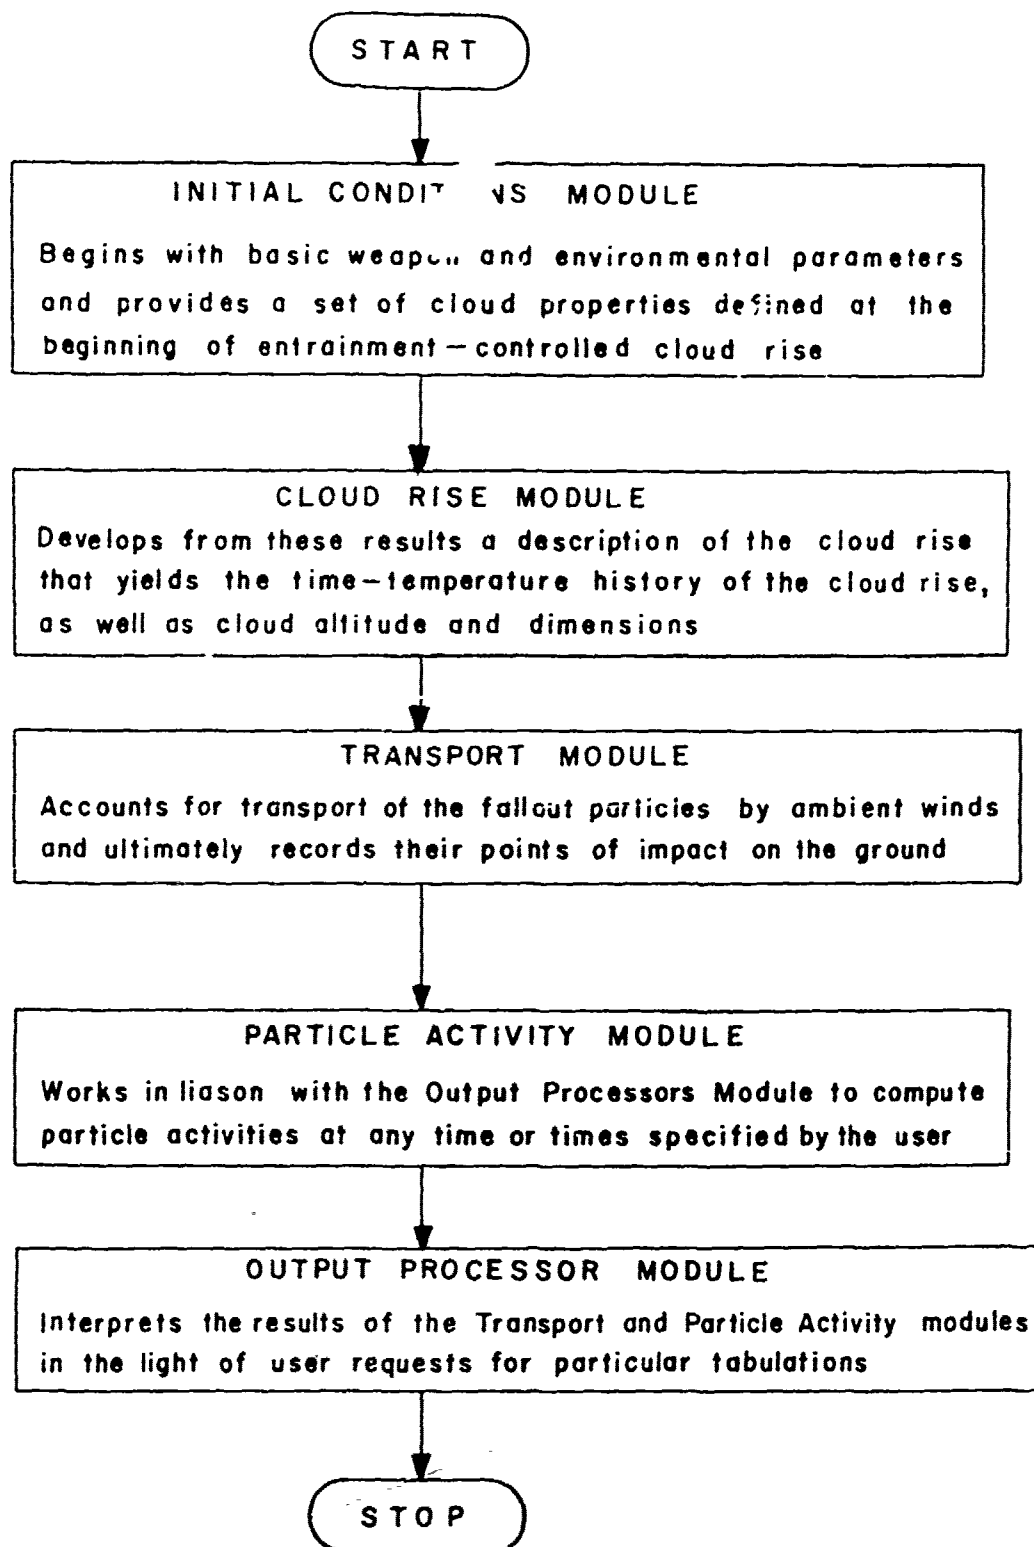 START
INITIAL CONDITIONS MODULE
Begins with basic weapon and environmental parameters
and provides a set of cloud properties defined at the
beginning of entrainment-controlled cloud rise
CLOUD RISE MODULE
Develops from these results a description of the cloud rise
that yields the time-temperature history of the cloud rise,
as well as cloud altitude and dimensions
TRANSPORT MODULE
Accounts for transport of the fallout particles by ambient winds
and ultimately records their points of impact on the ground
PARTICLE ACTIVITY MODULE
Works in liason with the Output Processors Module to compute
particle activities at any time or times specified by the user
OUTPUT PROCESSOR MODULE
Interprets the results of the Transport and Particle Activity modules
in the light of user requests for particular tabulations
STOP